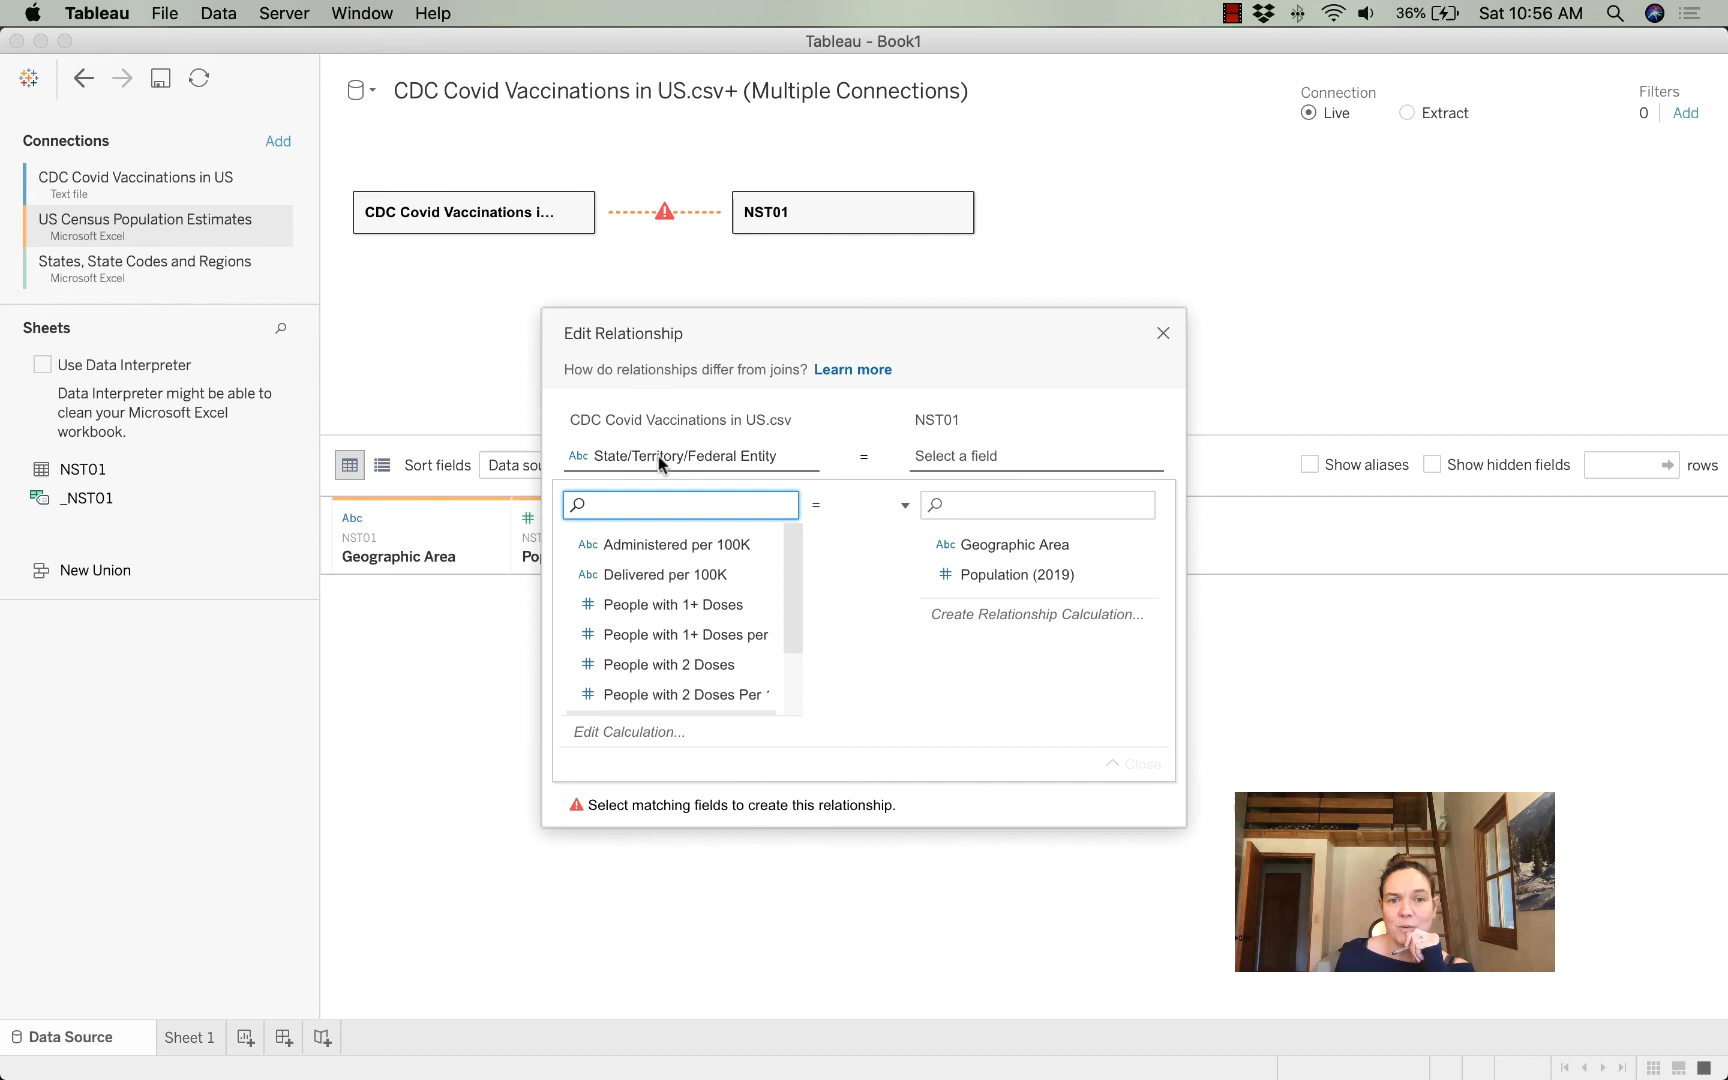 Tableau File Data Server Window Help 36% Sat 10:56 AM
Tableau - Book1
CDC Covid Vaccinations in US.csv+ (Multiple Connections)
Connection
Live Extract
Filters
0 Add
Connections Add
CDC Covid Vaccinations in US
Text file
US Census Population Estimates
Microsoft Excel
States, State Codes and Regions
Microsoft Excel
CDC Covid Vaccinations i...
NST01
Sheets
Use Data Interpreter
Data Interpreter might be able to
clean your Microsoft Excel
workbook.
NST01
_NST01
New Union
Edit Relationship
How do relationships differ from joins? Learn more
CDC Covid Vaccinations in US.csv NST01
Abc State/Territory/Federal Entity = Select a field
=
Abc Administered per 100K
Abc Delivered per 100K
# People with 1+ Doses
# People with 1+ Doses per
# People with 2 Doses
# People with 2 Doses Per
Edit Calculation...
Abc Geographic Area
# Population (2019)
Create Relationship Calculation...
Close
Select matching fields to create this relationship.
Sort fields Data sou
Show aliases Show hidden fields rows
Abc
NST01
Geographic Area
#
NST
Po
Data Source Sheet 1